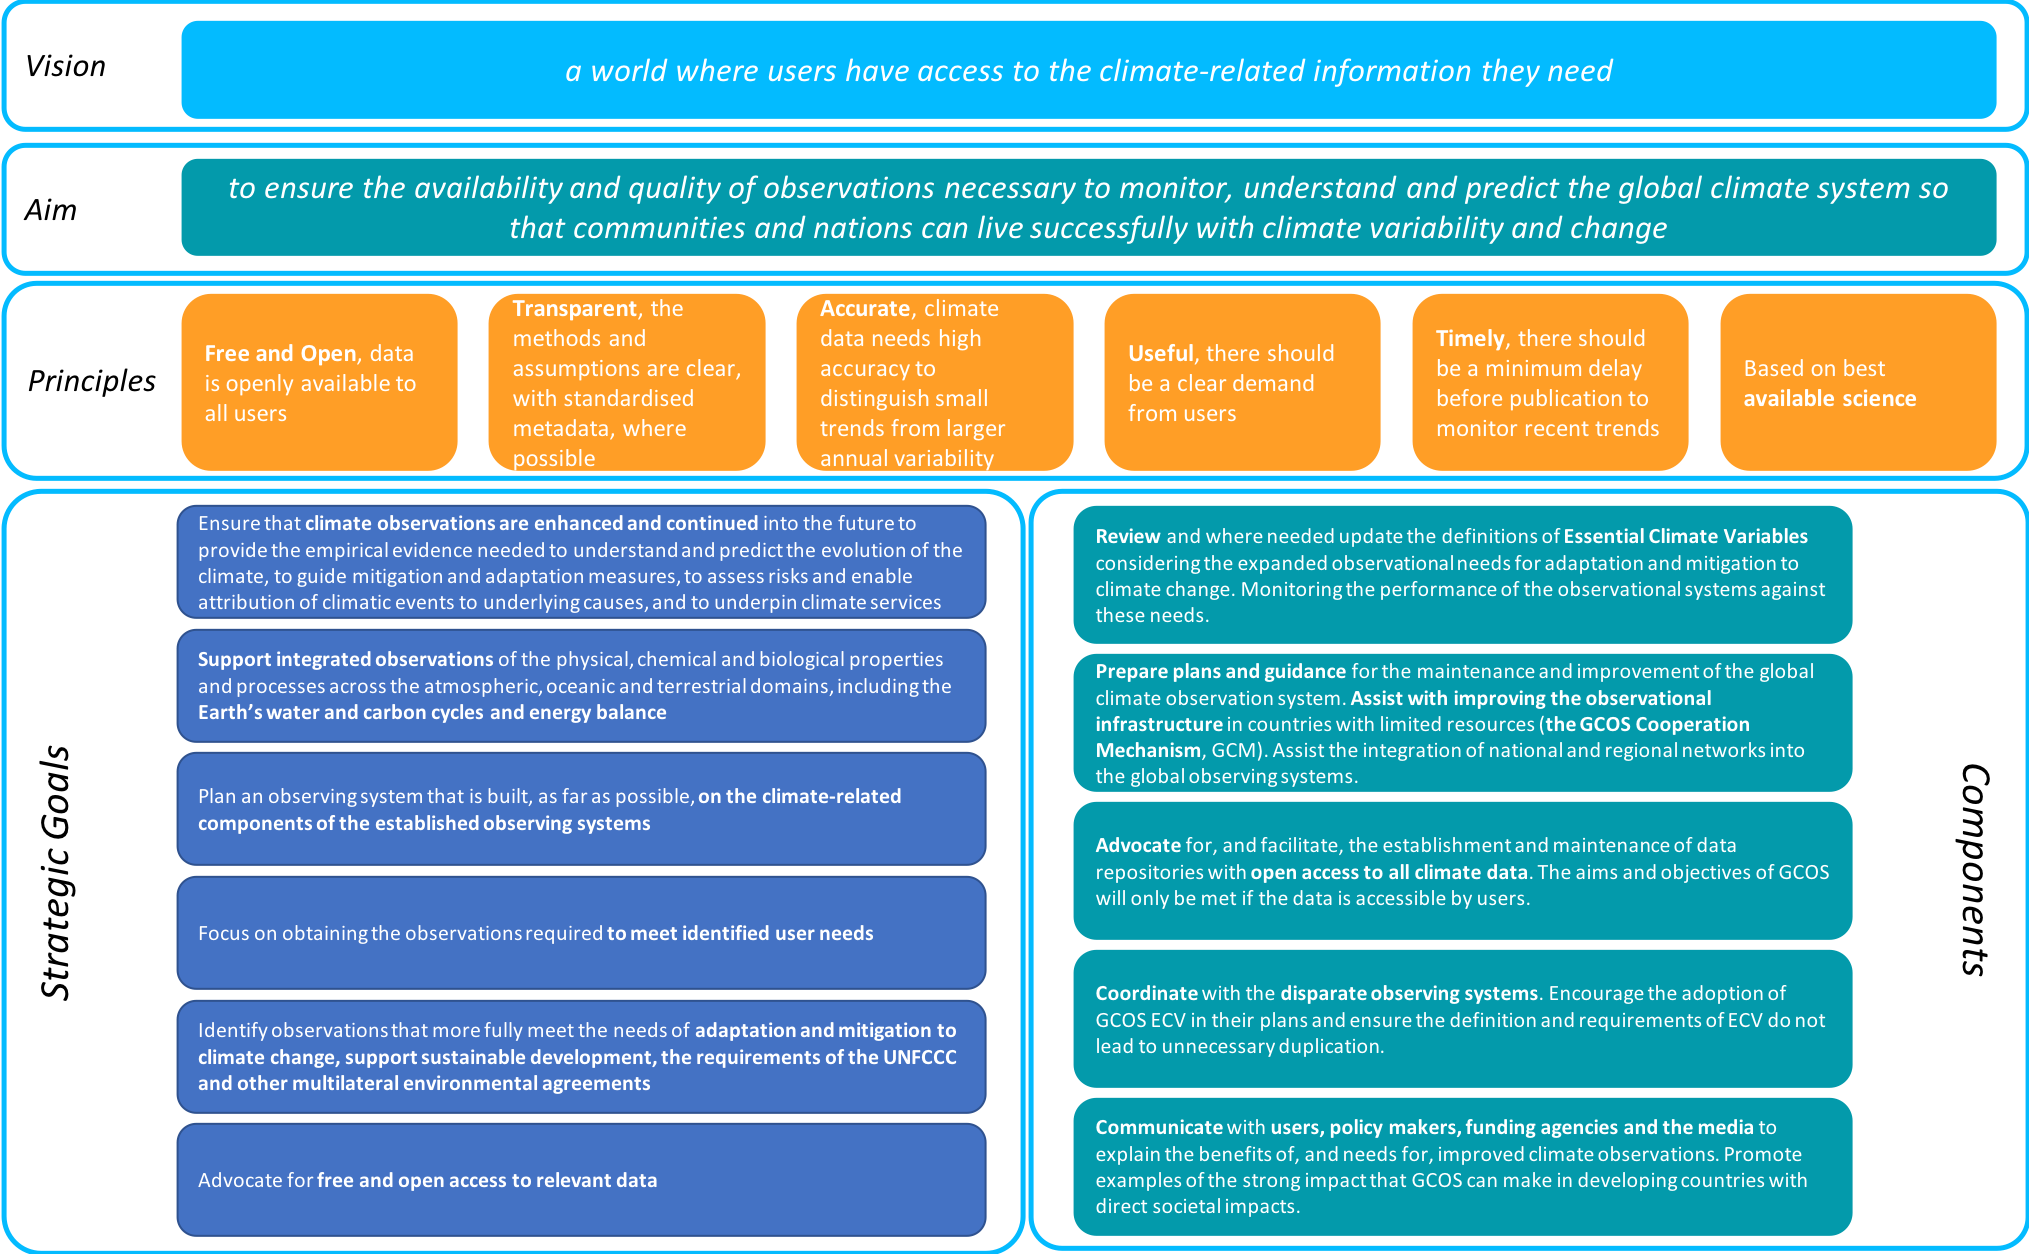 Vision
a world where users have access to the climate-related information they need
Aim
to ensure the availability and quality of observations necessary to monitor, understand and predict the global climate system so
that communities and nations can live successfully with climate variability and change
Principles
Free and Open, data
is openly available to
all users
Transparent, the
methods and
assumptions are clear,
with standardised
metadata, where
possible
Accurate, climate
data needs high
accuracy to
distinguish small
trends from larger
annual variability
Useful, there should
be a clear demand
from users
Timely, there should
be a minimum delay
before publication to
monitor recent trends
Based on best
available science
Strategic Goals
Ensure that climate observations are enhanced and continued into the future to
provide the empirical evidence needed to understand and predict the evolution of the
climate, to guide mitigation and adaptation measures, to assess risks and enable
attribution of climatic events to underlying causes, and to underpin climate services
Support integrated observations of the physical, chemical and biological properties
and processes across the atmospheric, oceanic and terrestrial domains, including the
Earth's water and carbon cycles and energy balance
Plan an observing system that is built, as far as possible, on the climate-related
components of the established observing systems
Focus on obtaining the observations required to meet identified user needs
Identify observations that more fully meet the needs of adaptation and mitigation to
climate change, support sustainable development, the requirements of the UNFCCC
and other multilateral environmental agreements
Advocate for free and open access to relevant data
Components
Review and where needed update the definitions of Essential Climate Variables
considering the expanded observational needs for adaptation and mitigation to
climate change. Monitoring the performance of the observational systems against
these needs.
Prepare plans and guidance for the maintenance and improvement of the global
climate observation system. Assist with improving the observational
infrastructure in countries with limited resources (the GCOS Cooperation
Mechanism, GCM). Assist the integration of national and regional networks into
the global observing systems.
Advocate for, and facilitate, the establishment and maintenance of data
repositories with open access to all climate data. The aims and objectives of GCOS
will only be met if the data is accessible by users.
Coordinate with the disparate observing systems. Encourage the adoption of
GCOS ECV in their plans and ensure the definition and requirements of ECV do not
lead to unnecessary duplication.
Communicate with users, policy makers, funding agencies and the media to
explain the benefits of, and needs for, improved climate observations. Promote
examples of the strong impact that GCOS can make in developing countries with
direct societal impacts.